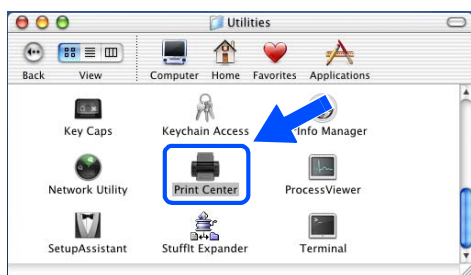 Utilities
Back View Computer Home Favorites Applications
Key Caps Keychain Access Info Manager
Network Utility Print Center ProcessViewer
SetupAssistant StuffIt Expander Terminal